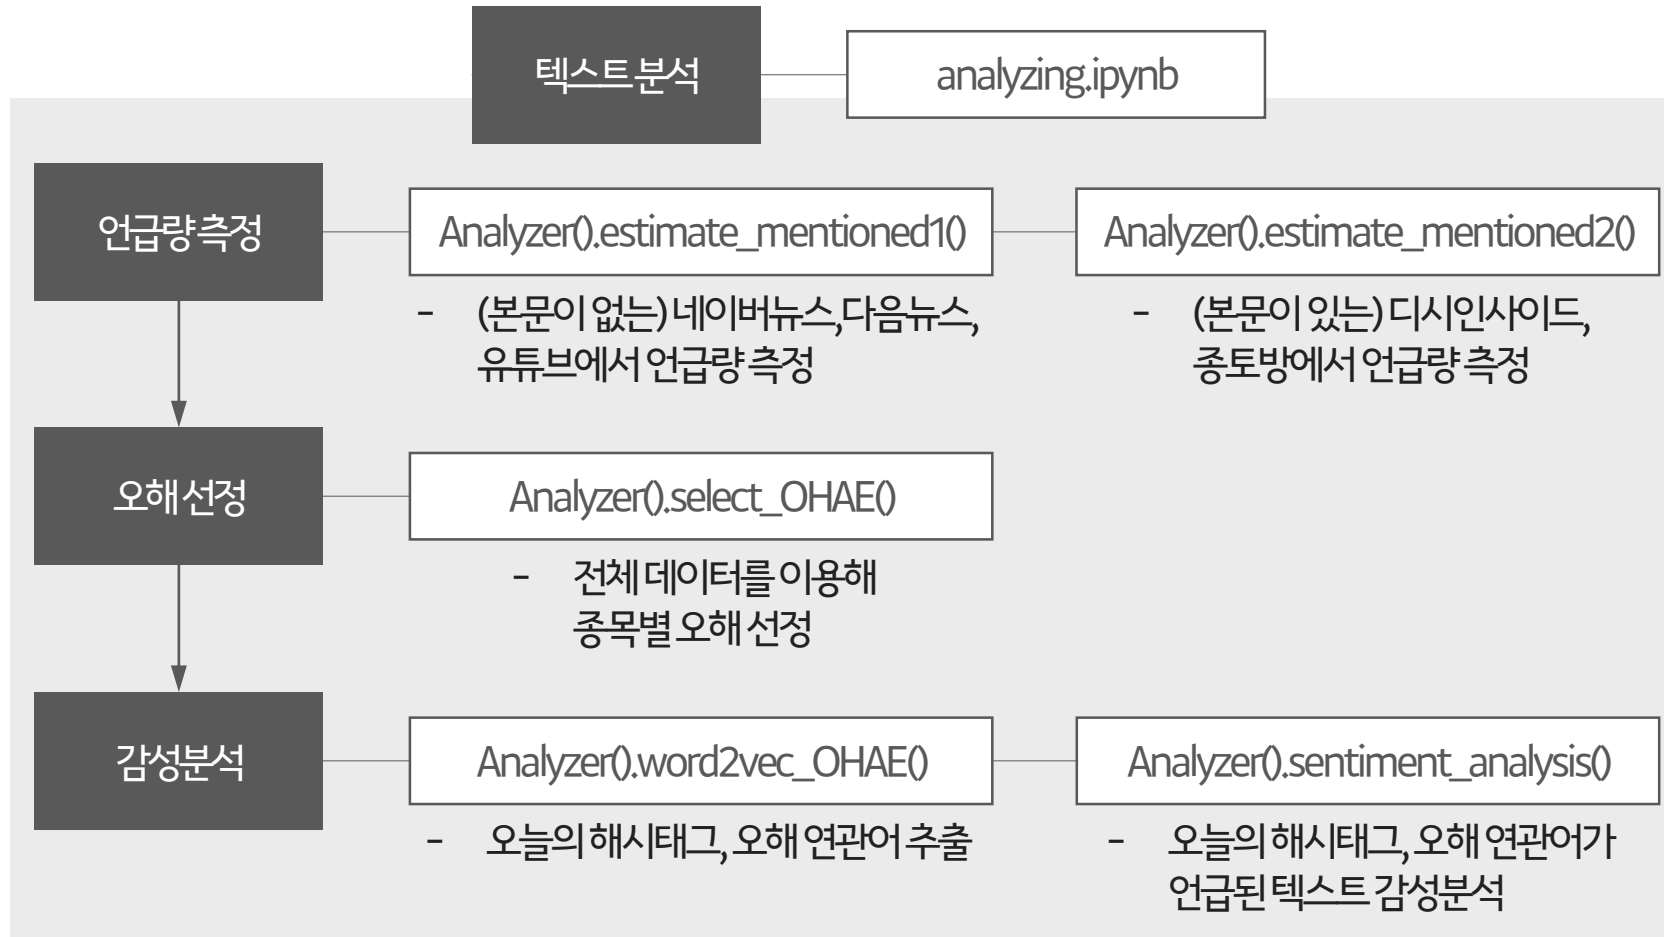 텍스트 분석
analyzing.ipynb
언급량 측정
Analyzer().estimate_mentioned1()
Analyzer().estimate_mentioned2()
- (본문이 없는) 네이버뉴스, 다음뉴스,
유튜브에서 언급량 측정
- (본문이 있는) 디시인사이드,
종토방에서 언급량 측정
오해 선정
Analyzer().select_OHAE()
- 전체 데이터를 이용해
종목별 오해 선정
감성분석
Analyzer().word2vec_OHAE()
Analyzer().sentiment_analysis()
- 오늘의 해시태그, 오해 연관어 추출
- 오늘의 해시태그, 오해 연관어가
언급된 텍스트 감성분석